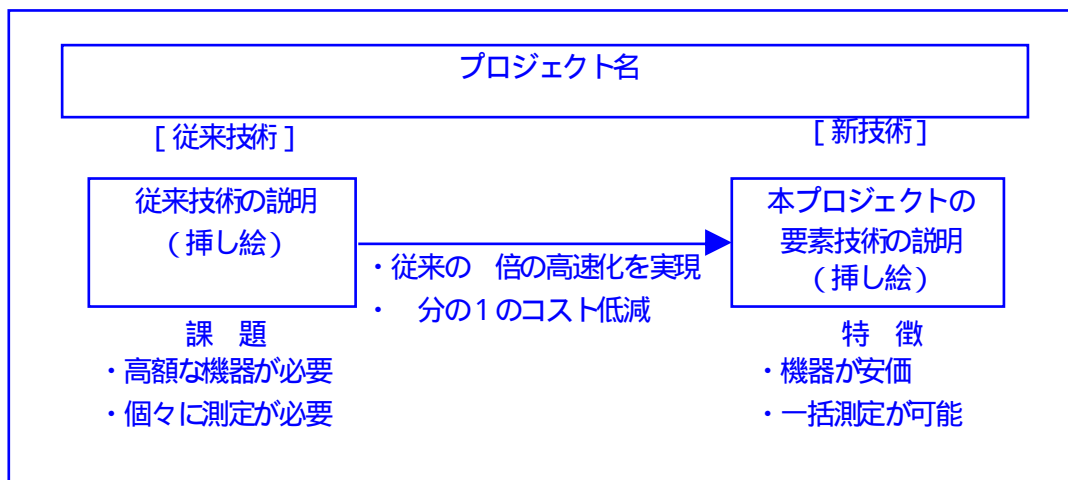 プロジェクト名
[従来技術]
[新技術]
従来技術の説明
(挿し絵)
本プロジェクトの
要素技術の説明
(挿し絵)
・従来の　倍の高速化を実現
・　分の1のコスト低減
課　題
・高額な機器が必要
・個々に測定が必要
特　徴
・機器が安価
・一括測定が可能